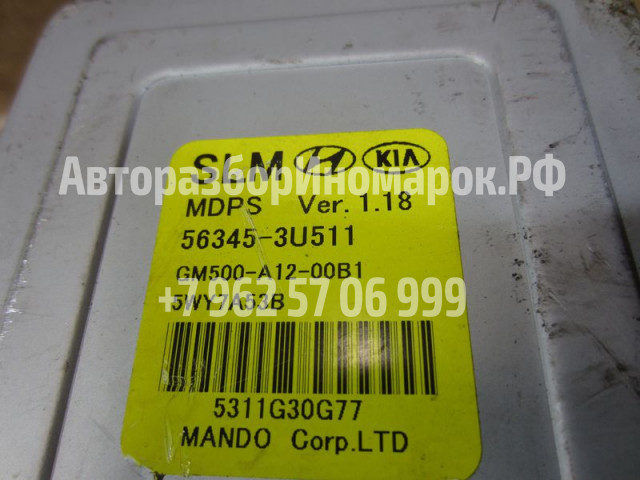 SLM KIA
АвторазбориномарОк.РФ
MDPS Ver. 1.18
56345-3U511
GM500-A12-00B1
+7 963 57 06 999
5WY7A53B
5311G30G77
MANDO Corp.LTD